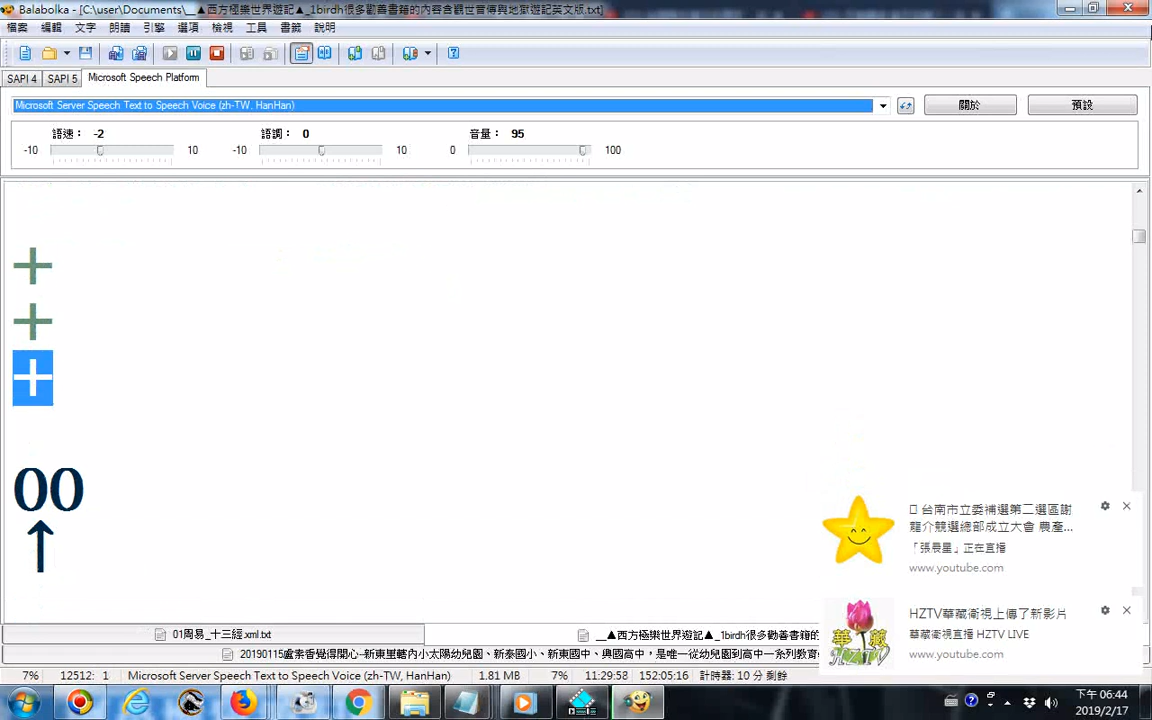 Balabolka - [C:\user\Documents\__▲西方極樂世界遊記▲_1birdh很多勸善書籍的內容含觀世音傳與地獄遊記英文版.txt]
檔案 編輯 文字 朗讀 引擎 選項 檢視 工具 書籤 說明
SAPI 4 SAPI 5 Microsoft Speech Platform
Microsoft Server Speech Text to Speech Voice (zh-TW, HanHan) 關於 預設
語速： -2 語調： 0 音量： 95
-10 10 -10 10 0 100
+
+
+
00
↑
台南市立委補選第二選區謝
龍介競選總部成立大會 農產...
「張辰星」正在直播
www.youtube.com
HZTV華藏衛視上傳了新影片
華藏衛視直播 HZTV LIVE
www.youtube.com
01周易_十三經.xml.txt __▲西方極樂世界遊記▲_1birdh很多勸善書籍的
20190115盧素香覺得開心--新東里轄內小太陽幼兒園、新泰國小、新東國中、興國高中，是唯一從幼兒園到高中一系列教育
7% 12512: 1 Microsoft Server Speech Text to Speech Voice (zh-TW, HanHan) 1.81 MB 7% 11:29:58 152:05:16 計時器: 10 分 剩餘
下午 06:44
2019/2/17